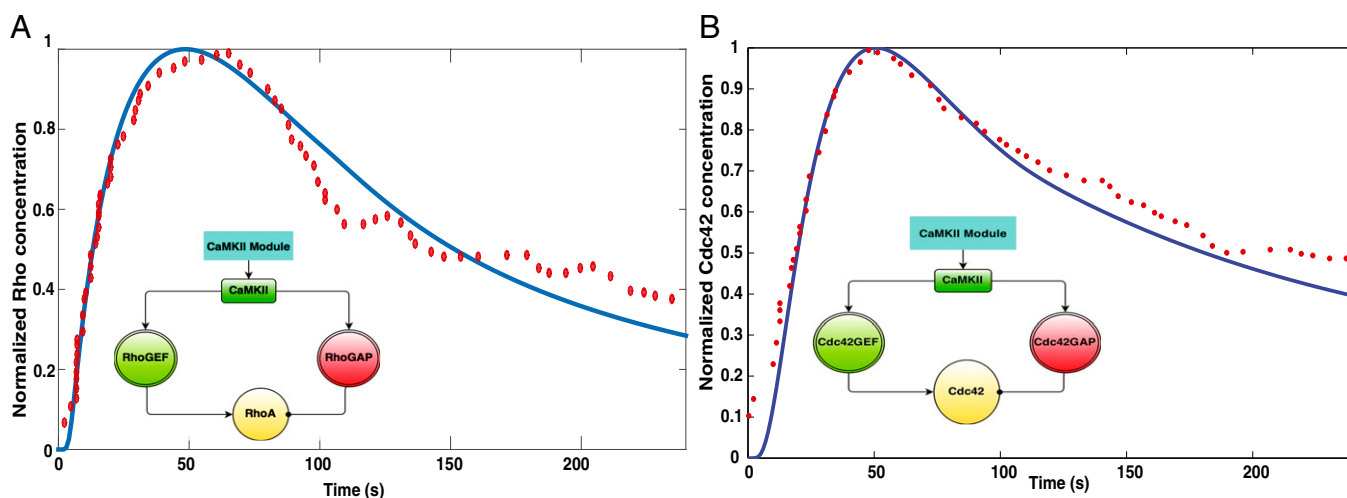 A
Normalized Rho concentration
1
0.8
0.6
0.4
0.2
0
0
50
100
150
200
Time (s)
CaMKII Module
CaMKII
RhoGEF
RhoGAP
RhoA
B
Normalized Cdc42 concentration
1
0.9
0.8
0.7
0.6
0.5
0.4
0.3
0.2
0.1
0
0
50
100
150
200
Time (s)
CaMKII Module
CaMKII
Cdc42GEF
Cdc42GAP
Cdc42